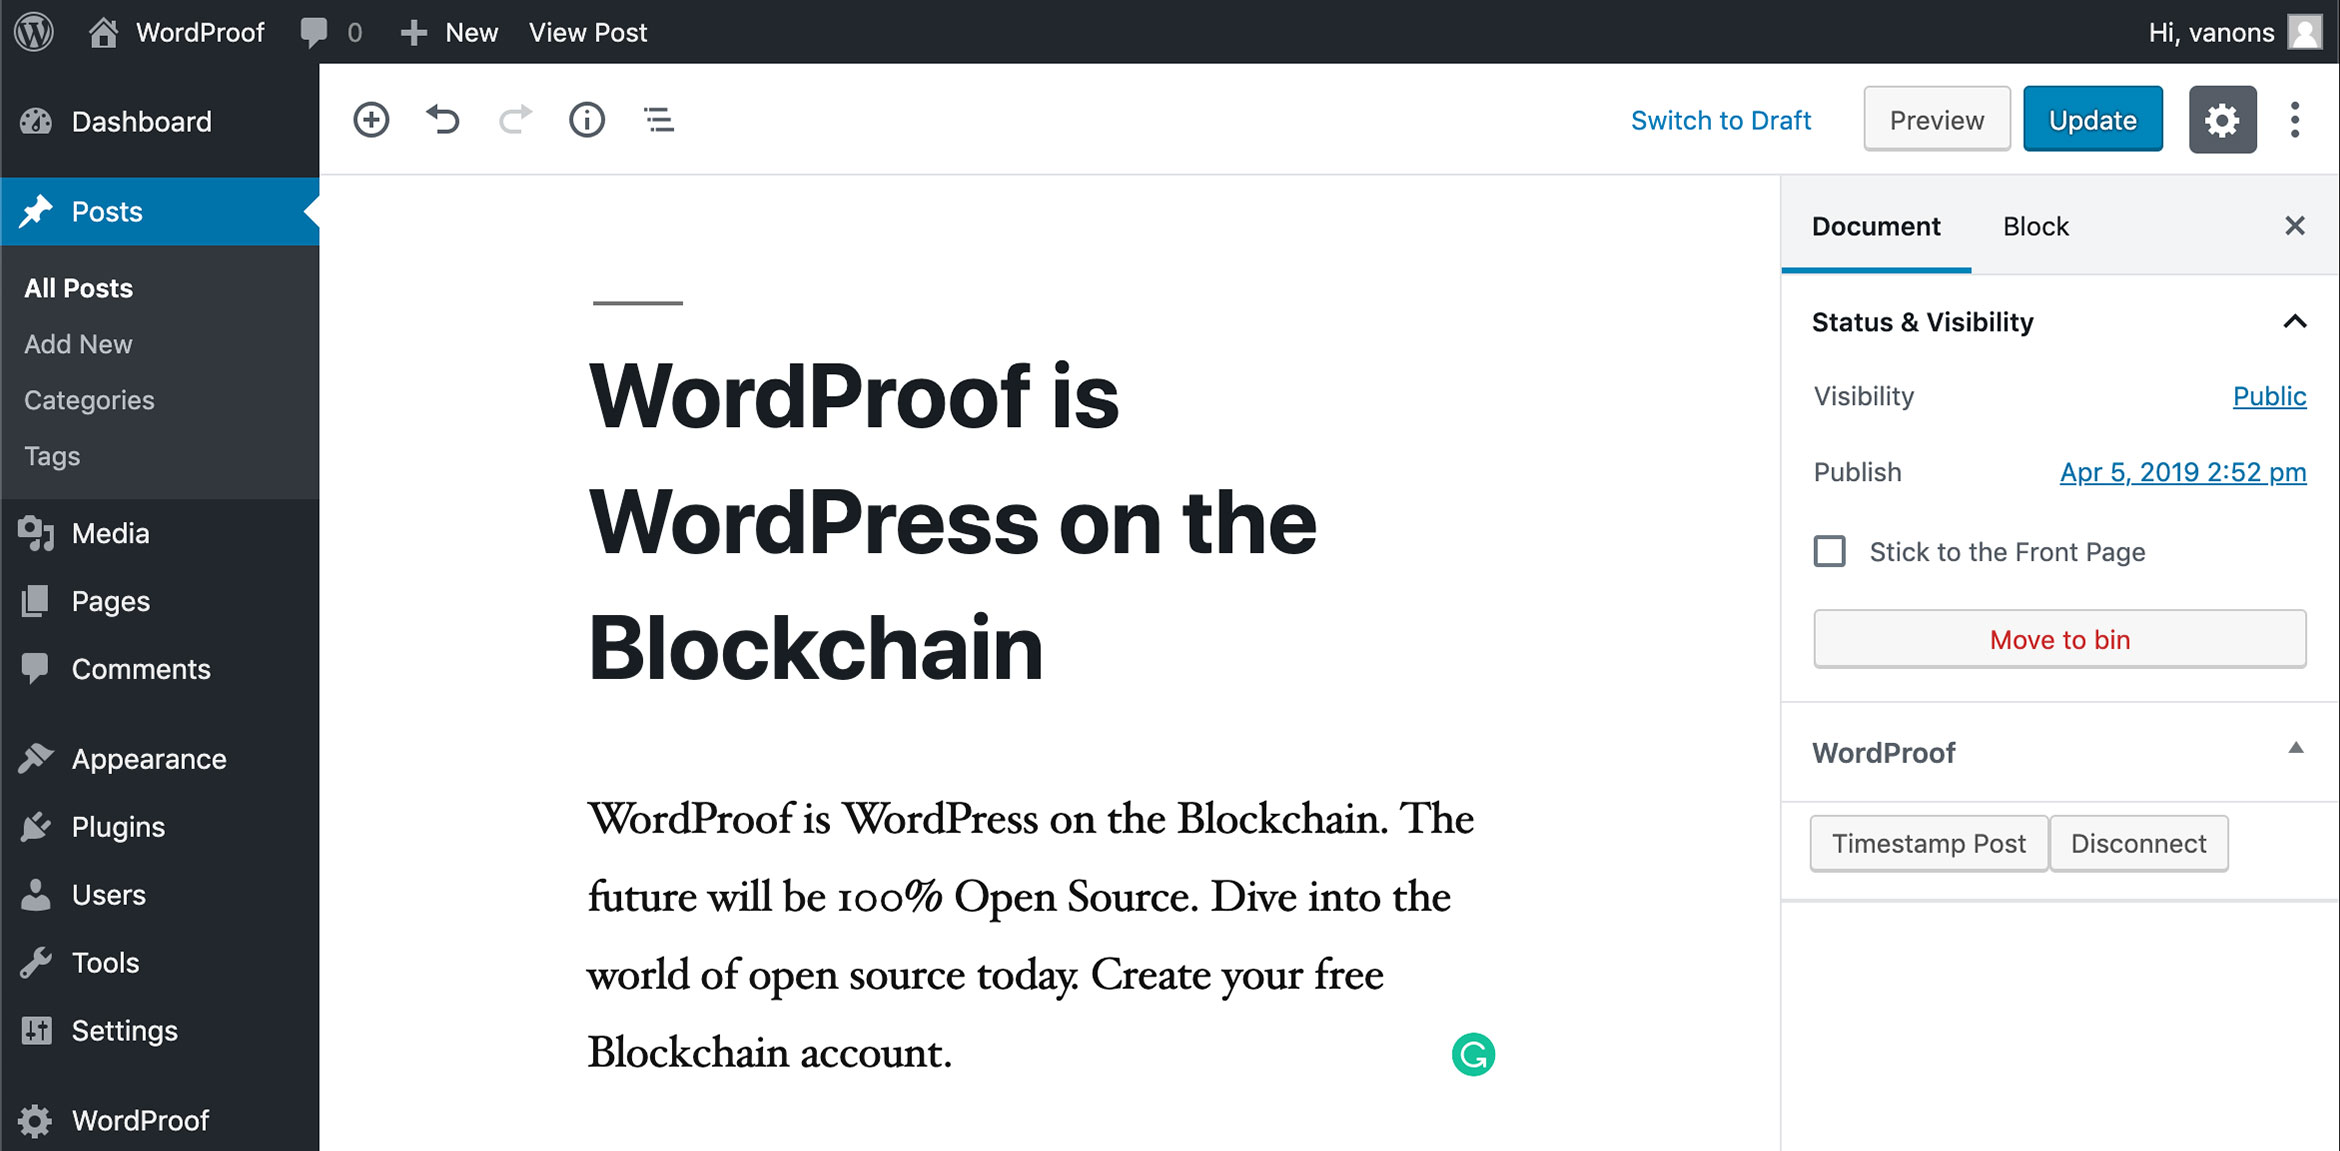 WordProof 0 New View Post Hi, vanons
Dashboard
Posts
All Posts
Add New
Categories
Tags
Media
Pages
Comments
Appearance
Plugins
Users
Tools
Settings
WordProof
Switch to Draft Preview Update
WordProof is
WordPress on the
Blockchain
WordProof is WordPress on the Blockchain. The
future will be 100% Open Source. Dive into the
world of open source today. Create your free
Blockchain account.
Document Block
Status & Visibility
Visibility Public
Publish Apr 5, 2019 2:52 pm
Stick to the Front Page
Move to bin
WordProof
Timestamp Post Disconnect